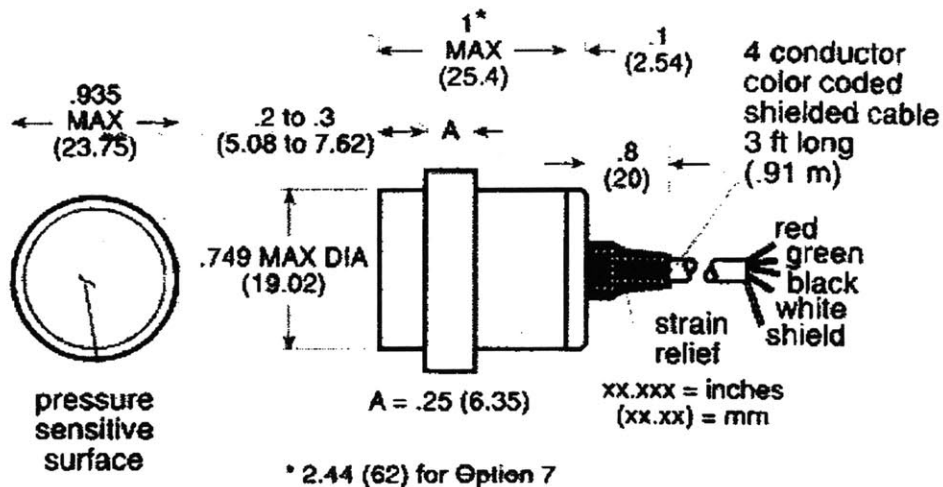 1*
MAX
(25.4)
.1
(2.54)
4 conductor
color coded
shielded cable
3 ft long
(.91 m)
.935
MAX
(23.75)
.2 to .3
(5.08 to 7.62)
A
.8
(20)
.749 MAX DIA
(19.02)
red
green
black
white
shield
strain
relief
pressure
sensitive
surface
A = .25 (6.35)
xx.xxx = inches
(xx.xx) = mm
* 2.44 (62) for Option 7